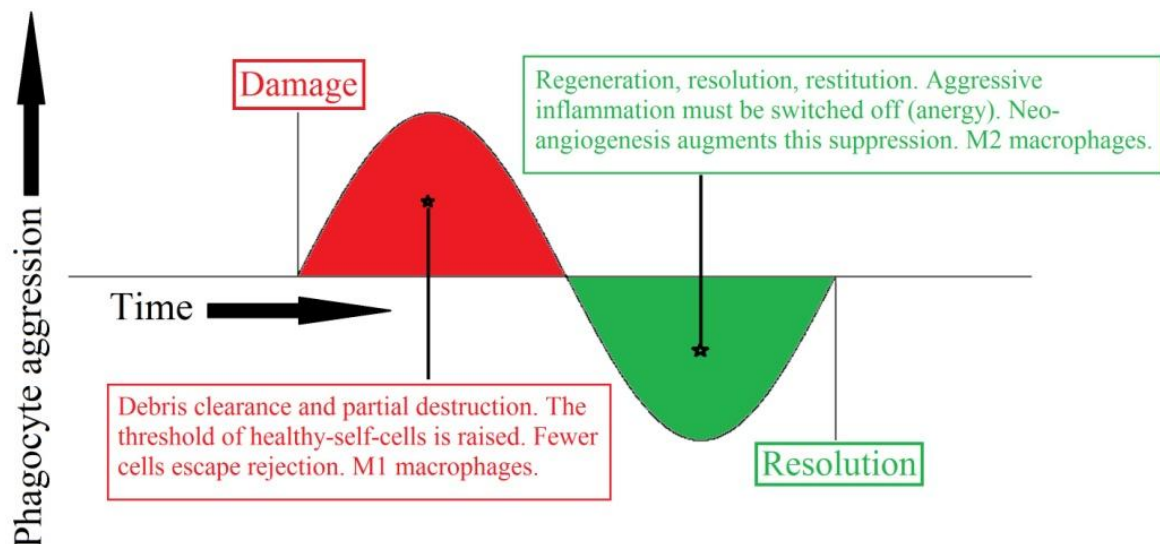 Phagocyte aggression
Damage
Regeneration, resolution, restitution. Aggressive
inflammation must be switched off (anergy). Neo-
angiogenesis augments this suppression. M2 macrophages.
Time
Debris clearance and partial destruction. The
threshold of healthy-self-cells is raised. Fewer
cells escape rejection. M1 macrophages.
Resolution